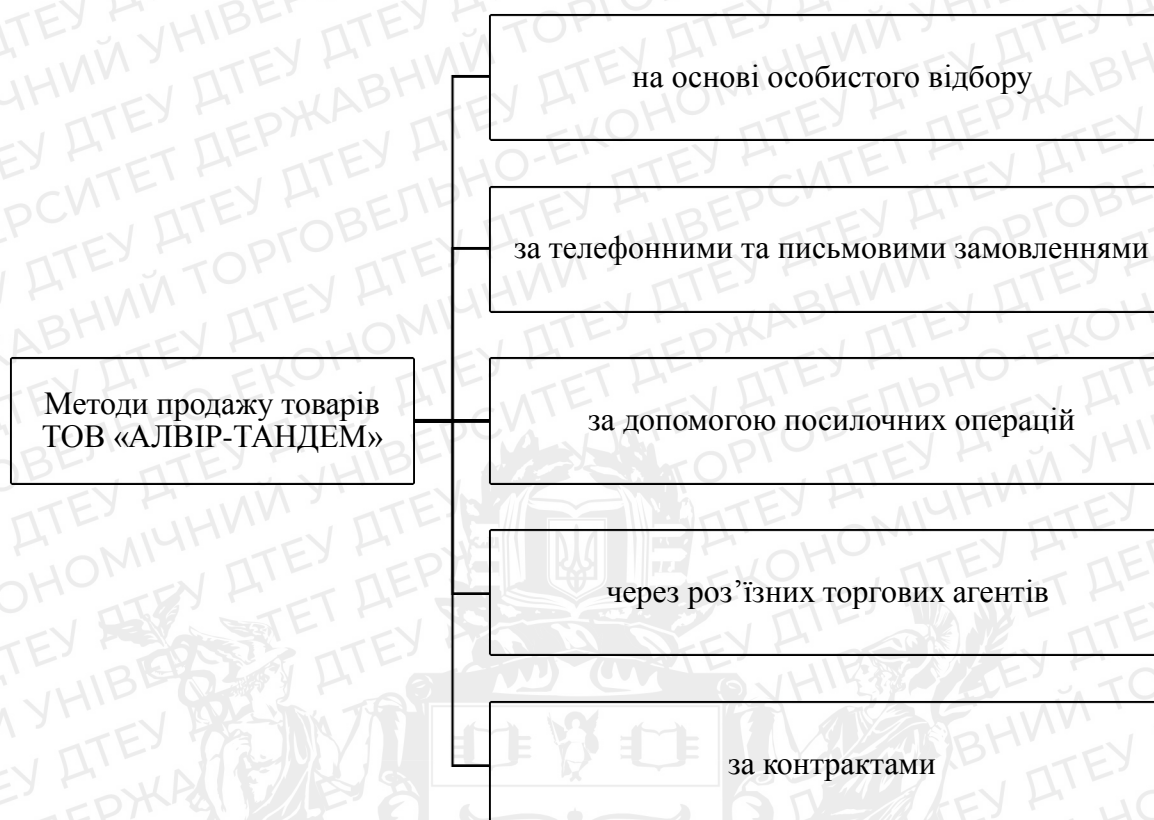 на основі особистого відбору
за телефонними та письмовими замовленнями
Методи продажу товарів
ТОВ «АЛВІР-ТАНДЕМ»
за допомогою посилочних операцій
через роз’їзних торгових агентів
за контрактами